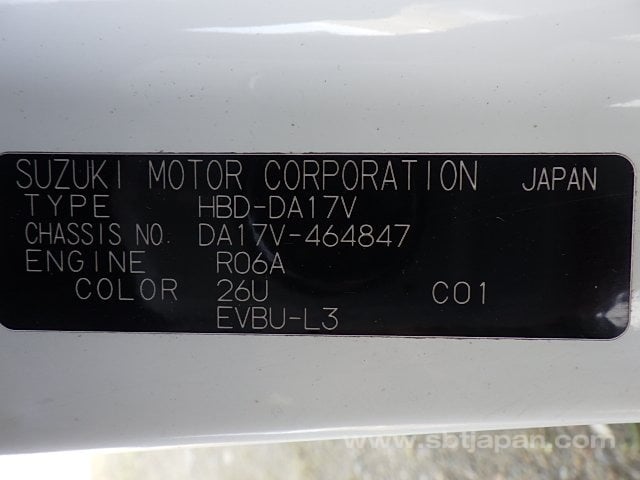 SUZUKI MOTOR CORPORATION JAPAN
TYPE HBD-DA17V
CHASSIS NO. DA17V-464847
ENGINE R06A
COLOR 26U C01
EVBU-L3
www.sbtjapan.com